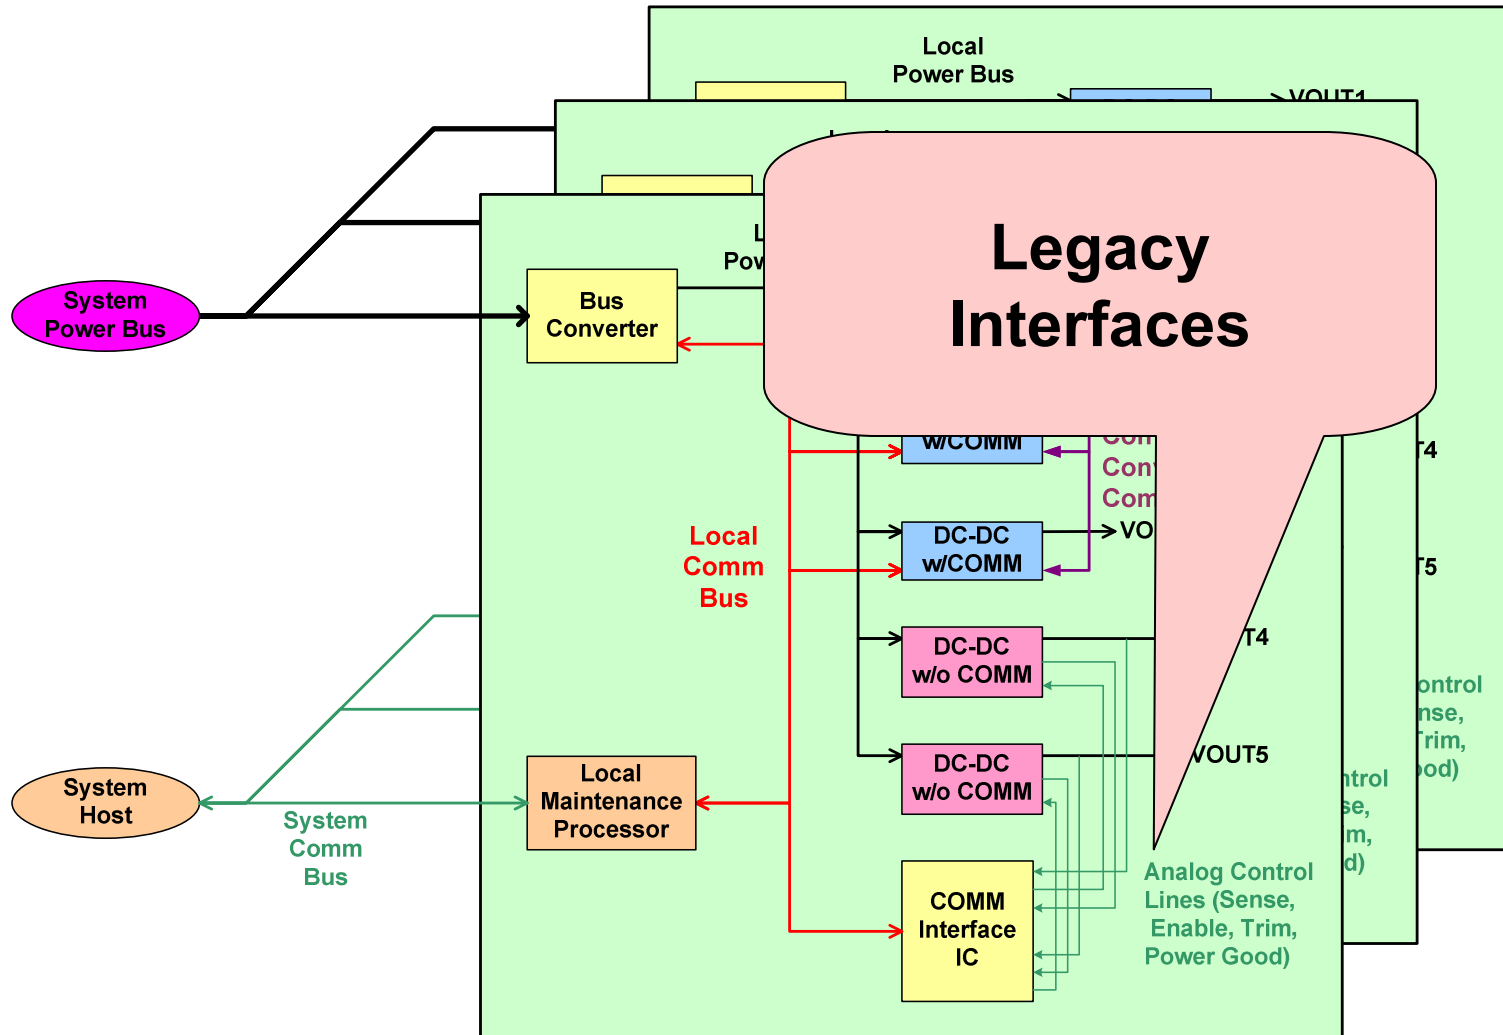 Local
Power Bus
VOUT1
Legacy
Interfaces
System
Power Bus
Bus
Converter
w/COMM
T4
Local
Comm
Bus
DC-DC
w/COMM
T5
DC-DC
w/o COMM
T4
DC-DC
w/o COMM
VOUT5
System
Host
System
Comm
Bus
Local
Maintenance
Processor
COMM
Interface
IC
Analog Control
Lines (Sense,
Enable, Trim,
Power Good)